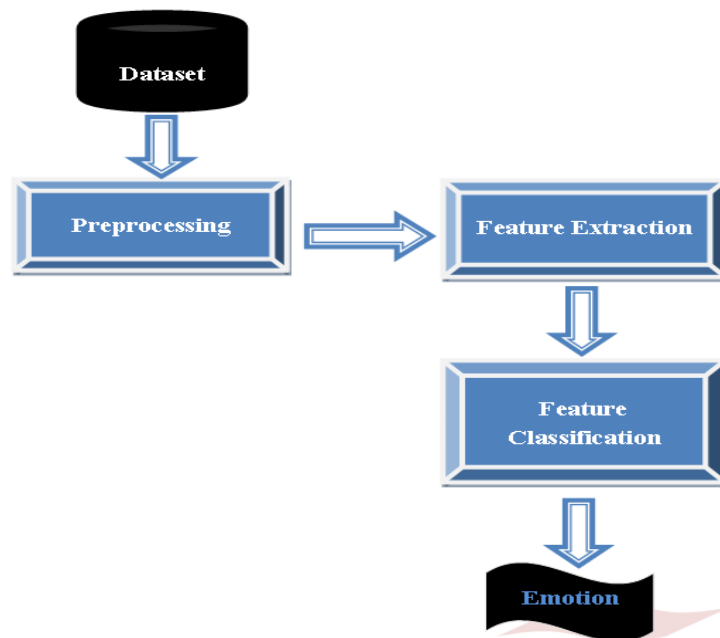 Dataset
Preprocessing
Feature Extraction
Feature
Classification
Emotion